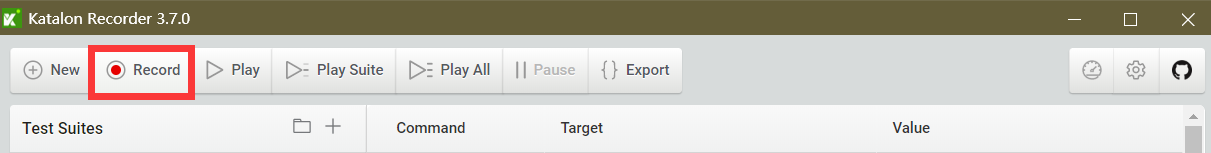 Katalon Recorder 3.7.0
New Record Play Play Suite Play All Pause Export
Test Suites Command Target Value